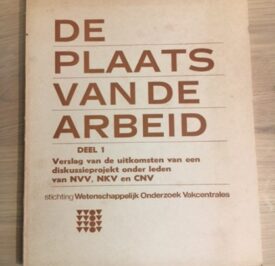 DE
PLAATS
VAN DE
ARBEID
DEEL 1
Verslag van de uitkomsten van een
diskussieprojekt onder leden
van NVV, NKV en CNV
stichting Wetenschappelijk Onderzoek Vakcentrales